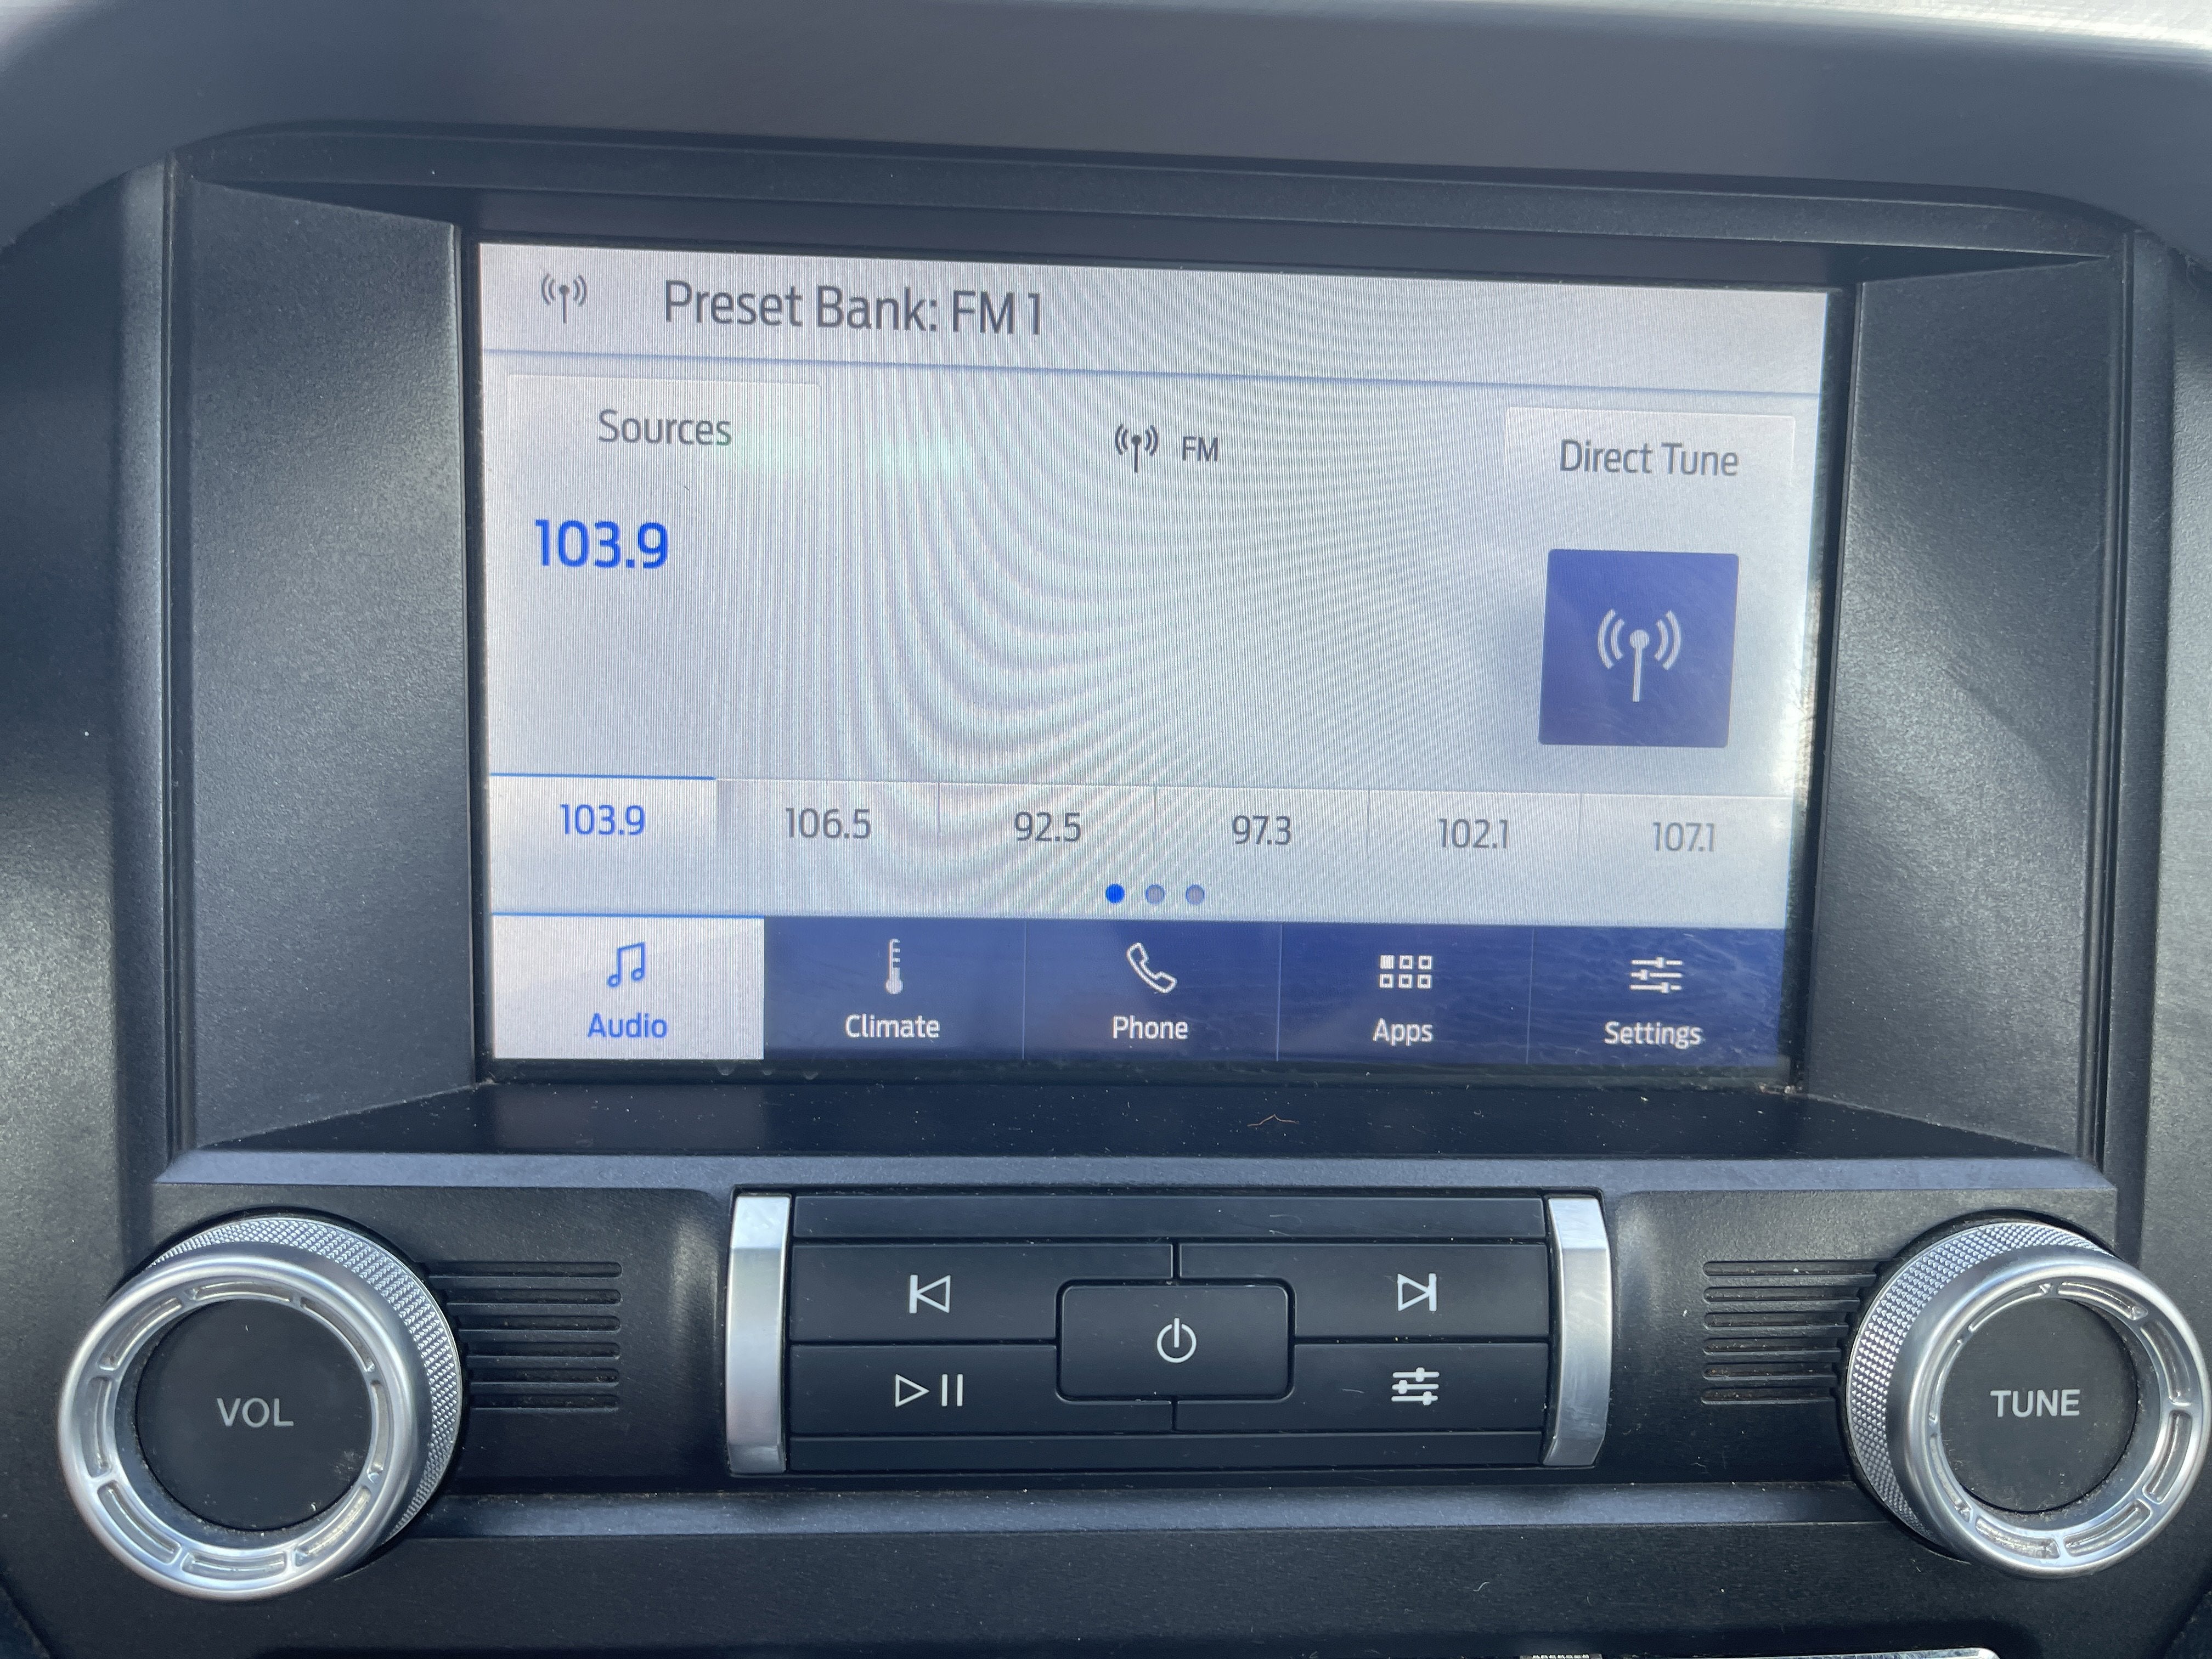 Preset Bank: FM 1
Sources
FM
Direct Tune
103.9
103.9 106.5 92.5 97.3 102.1 107.1
Audio Climate Phone Apps Settings
VOL
TUNE